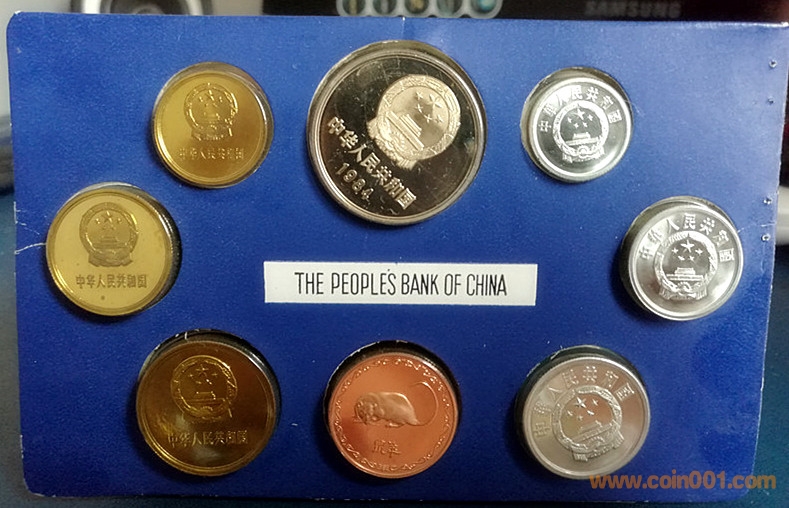 SAMSUNG
中华人民共和国
中华人民共和国
1984
中华人民共和国
中华人民共和国
中华人民共和国
THE PEOPLE'S BANK OF CHINA
中华人民共和国
鼠年
中华人民共和国
www.coin001.com